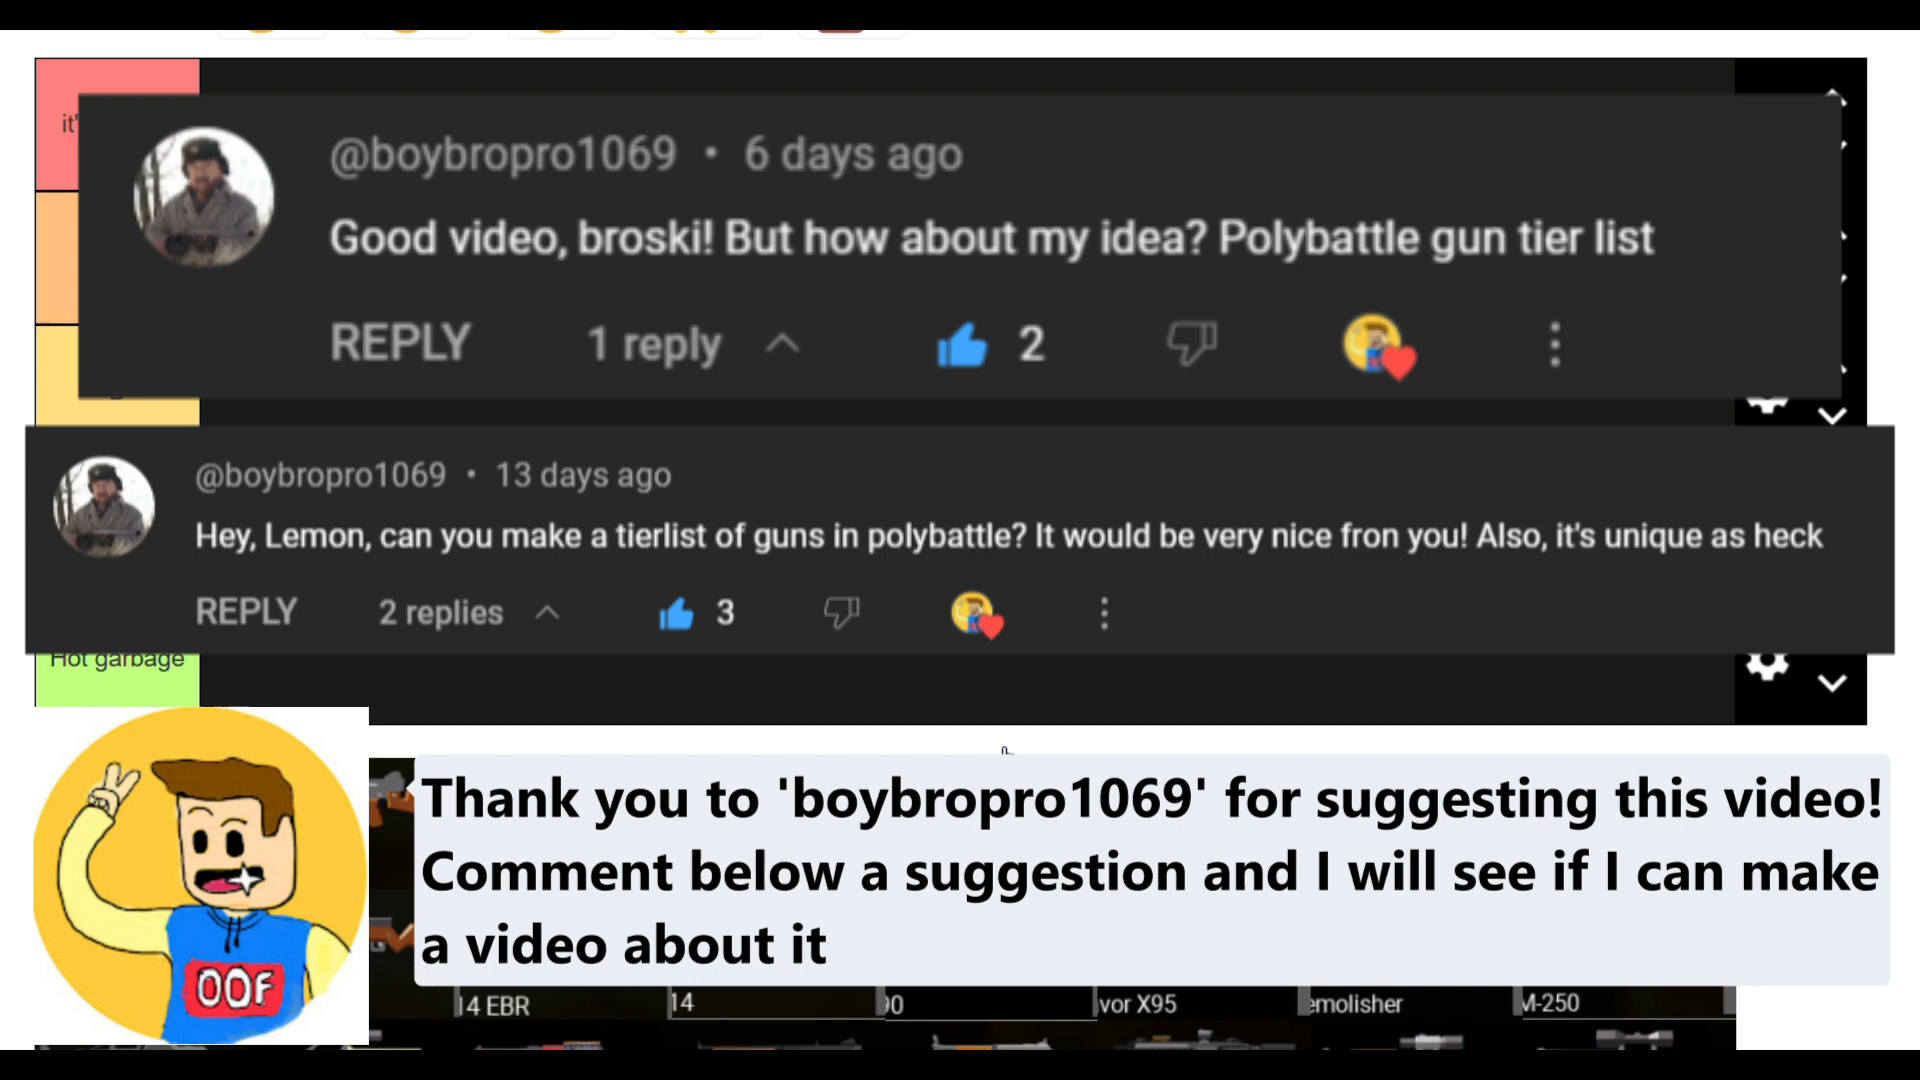 it'
@boybropro1069 • 6 days ago
Good video, broski! But how about my idea? Polybattle gun tier list
REPLY 1 reply 2
@boybropro1069 • 13 days ago
Hey, Lemon, can you make a tierlist of guns in polybattle? It would be very nice fron you! Also, it's unique as heck
REPLY 2 replies 3
Hot garbage
Thank you to 'boybropro1069' for suggesting this video!
Comment below a suggestion and I will see if I can make
a video about it
OOF
14 EBR 14 90 vor X95 emolisher M-250